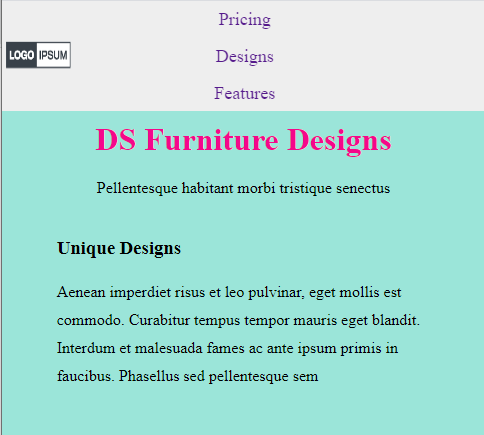 Pricing
LOGO IPSUM
Designs
Features
DS Furniture Designs
Pellentesque habitant morbi tristique senectus
Unique Designs
Aenean imperdiet risus et leo pulvinar, eget mollis est
commodo. Curabitur tempus tempor mauris eget blandit.
Interdum et malesuada fames ac ante ipsum primis in
faucibus. Phasellus sed pellentesque sem